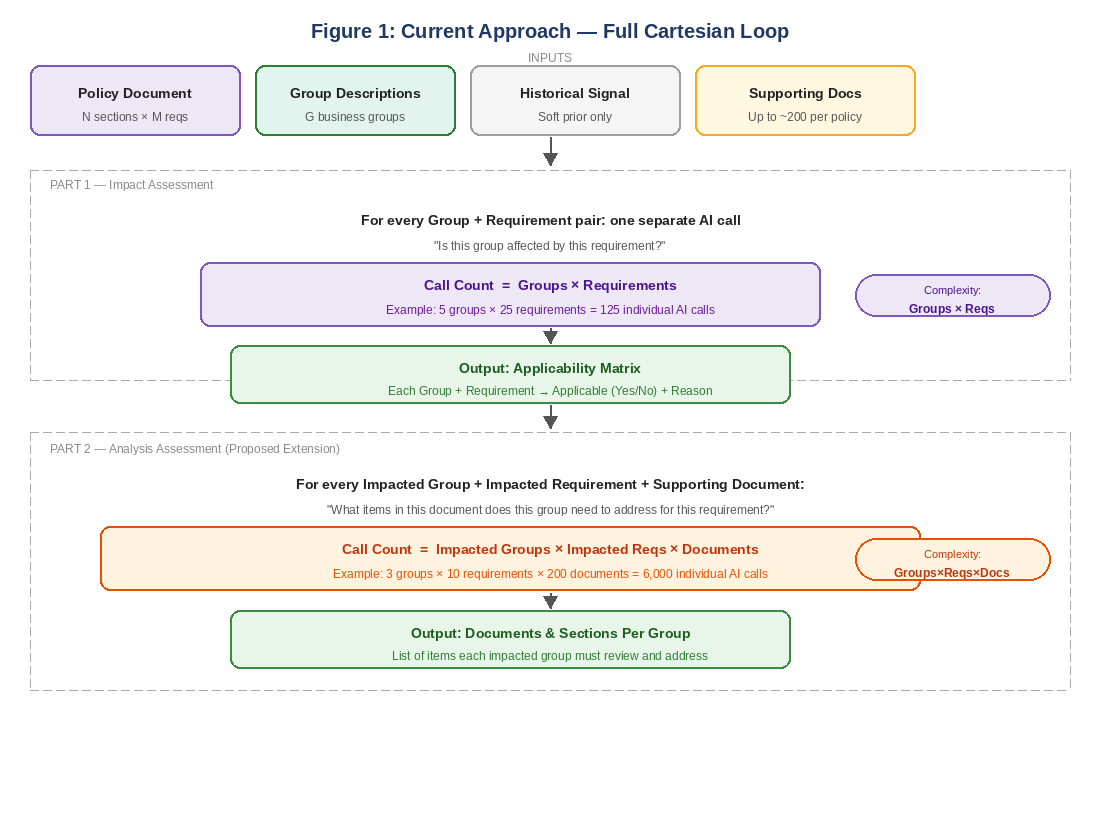 Figure 1: Current Approach — Full Cartesian Loop
INPUTS
Policy Document
N sections × M reqs
Group Descriptions
G business groups
Historical Signal
Soft prior only
Supporting Docs
Up to ~200 per policy
PART 1 — Impact Assessment
For every Group + Requirement pair: one separate AI call
"Is this group affected by this requirement?"
Call Count = Groups × Requirements
Example: 5 groups × 25 requirements = 125 individual AI calls
Complexity:
Groups × Reqs
Output: Applicability Matrix
Each Group + Requirement → Applicable (Yes/No) + Reason
PART 2 — Analysis Assessment (Proposed Extension)
For every Impacted Group + Impacted Requirement + Supporting Document:
"What items in this document does this group need to address for this requirement?"
Call Count = Impacted Groups × Impacted Reqs × Documents
Example: 3 groups × 10 requirements × 200 documents = 6,000 individual AI calls
Complexity:
Groups×Reqs×Docs
Output: Documents & Sections Per Group
List of items each impacted group must review and address